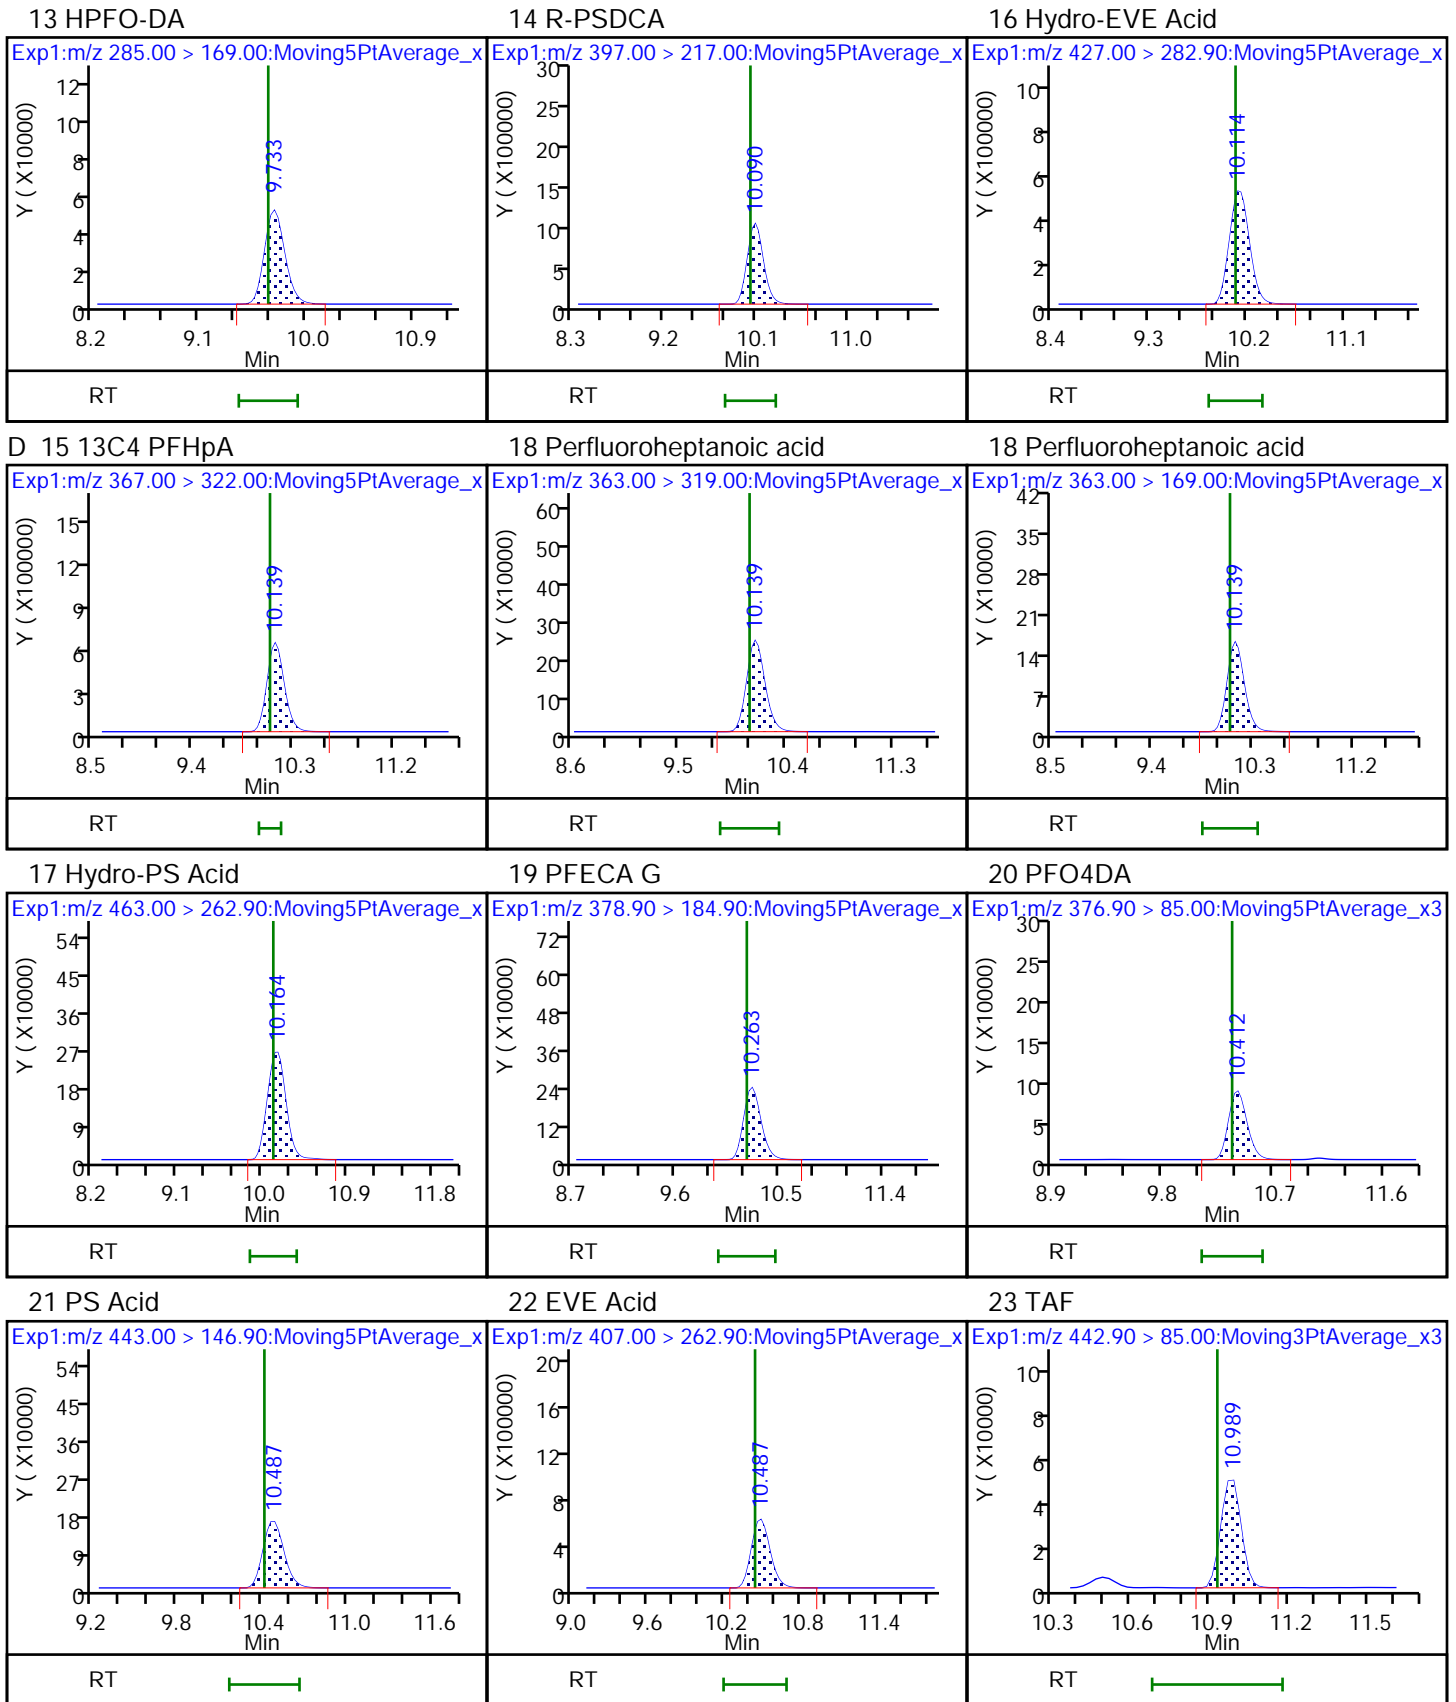 13 HPFO-DA
Exp1:m/z 285.00 > 169.00:Moving5PtAverage_x
Y ( X10000)
12
10
8
6
4
2
0
9.733
8.2 9.1 10.0 10.9
Min
RT
14 R-PSDCA
Exp1:m/z 397.00 > 217.00:Moving5PtAverage_x
Y ( X100000)
30
25
20
15
10
5
0
10.090
8.3 9.2 10.1 11.0
Min
RT
16 Hydro-EVE Acid
Exp1:m/z 427.00 > 282.90:Moving5PtAverage_x
Y ( X100000)
10
8
6
4
2
0
10.114
8.4 9.3 10.2 11.1
Min
RT
D 15 13C4 PFHpA
Exp1:m/z 367.00 > 322.00:Moving5PtAverage_x
Y ( X100000)
15
12
9
6
3
0
10.139
8.5 9.4 10.3 11.2
Min
RT
18 Perfluoroheptanoic acid
Exp1:m/z 363.00 > 319.00:Moving5PtAverage_x
Y ( X10000)
60
50
40
30
20
10
0
10.139
8.6 9.5 10.4 11.3
Min
RT
18 Perfluoroheptanoic acid
Exp1:m/z 363.00 > 169.00:Moving5PtAverage_x
Y ( X10000)
42
35
28
21
14
7
0
10.139
8.5 9.4 10.3 11.2
Min
RT
17 Hydro-PS Acid
Exp1:m/z 463.00 > 262.90:Moving5PtAverage_x
Y ( X10000)
54
45
36
27
18
9
0
10.164
8.2 9.1 10.0 10.9 11.8
Min
RT
19 PFECA G
Exp1:m/z 378.90 > 184.90:Moving5PtAverage_x
Y ( X10000)
72
60
48
36
24
12
0
10.263
8.7 9.6 10.5 11.4
Min
RT
20 PFO4DA
Exp1:m/z 376.90 > 85.00:Moving5PtAverage_x3
Y ( X10000)
30
25
20
15
10
5
0
10.412
8.9 9.8 10.7 11.6
Min
RT
21 PS Acid
Exp1:m/z 443.00 > 146.90:Moving5PtAverage_x
Y ( X10000)
54
45
36
27
18
9
0
10.487
9.2 9.8 10.4 11.0 11.6
Min
RT
22 EVE Acid
Exp1:m/z 407.00 > 262.90:Moving5PtAverage_x
Y ( X100000)
20
16
12
8
4
0
10.487
9.0 9.6 10.2 10.8 11.4
Min
RT
23 TAF
Exp1:m/z 442.90 > 85.00:Moving3PtAverage_x3
Y ( X10000)
10
8
6
4
2
0
10.989
10.3 10.6 10.9 11.2 11.5
Min
RT